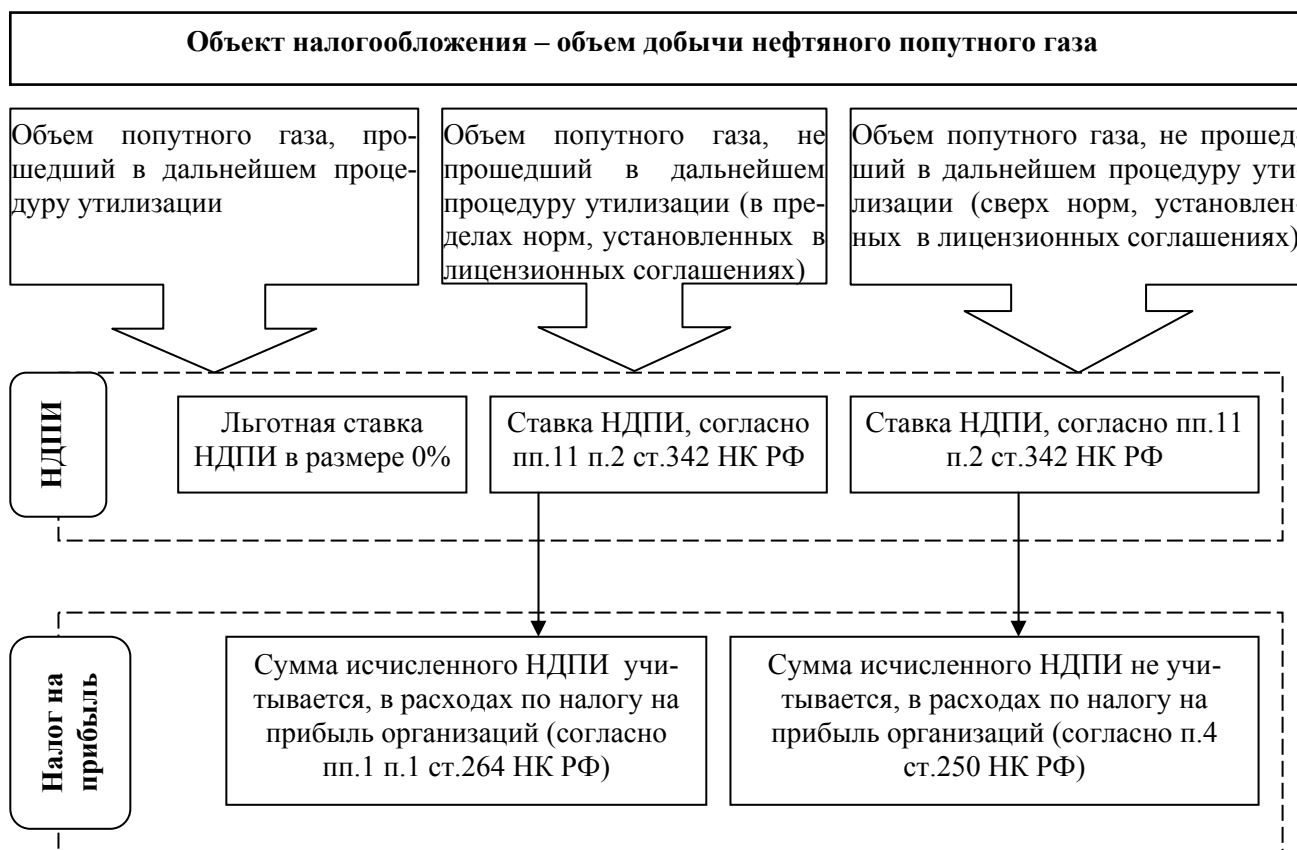 Объект налогообложения – объем добычи нефтяного попутного газа
Объем попутного газа, про-
шедший в дальнейшем проце-
дуру утилизации
Объем попутного газа, не
прошедший в дальнейшем
процедуру утилизации (в пре-
делах норм, установленных в
лицензионных соглашениях)
Объем попутного газа, не прошед-
ший в дальнейшем процедуру ути-
лизации (сверх норм, установлен-
ных в лицензионных соглашениях)
НДПИ
Льготная ставка
НДПИ в размере 0%
Ставка НДПИ, согласно
пп.11 п.2 ст.342 НК РФ
Ставка НДПИ, согласно пп.11
п.2 ст.342 НК РФ
Налог на
прибыль
Сумма исчисленного НДПИ учи-
тывается, в расходах по налогу на
прибыль организаций (согласно
пп.1 п.1 ст.264 НК РФ)
Сумма исчисленного НДПИ не учи-
тывается, в расходах по налогу на
прибыль организаций (согласно п.4
ст.250 НК РФ)